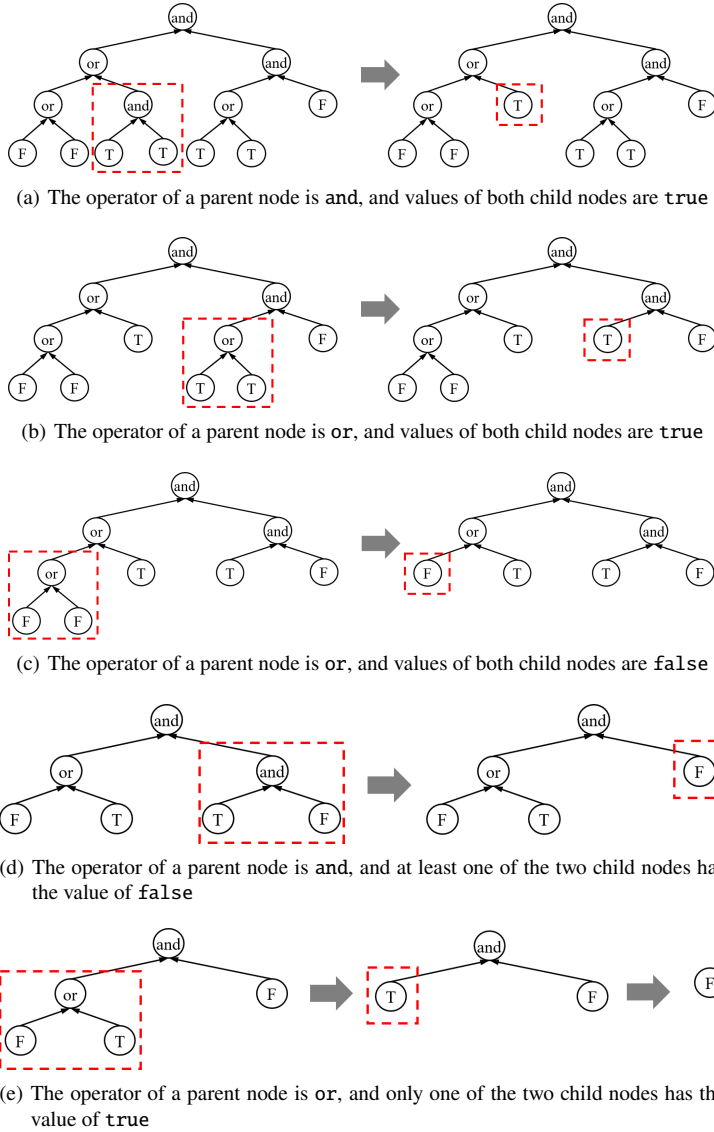 and and
or and or and
or and or F or T or F
F F T T T T F F T T
(a) The operator of a parent node is and, and values of both child nodes are true
and and
or and or and
or T or F or T T F
F F T T F F
(b) The operator of a parent node is or, and values of both child nodes are true
and and
or and or and
or T T F F T T F
F F
(c) The operator of a parent node is or, and values of both child nodes are false
and and
or and or F
F T T F F T
(d) The operator of a parent node is and, and at least one of the two child nodes ha
the value of false
and and
or F T F F
F T
(e) The operator of a parent node is or, and only one of the two child nodes has th
value of true